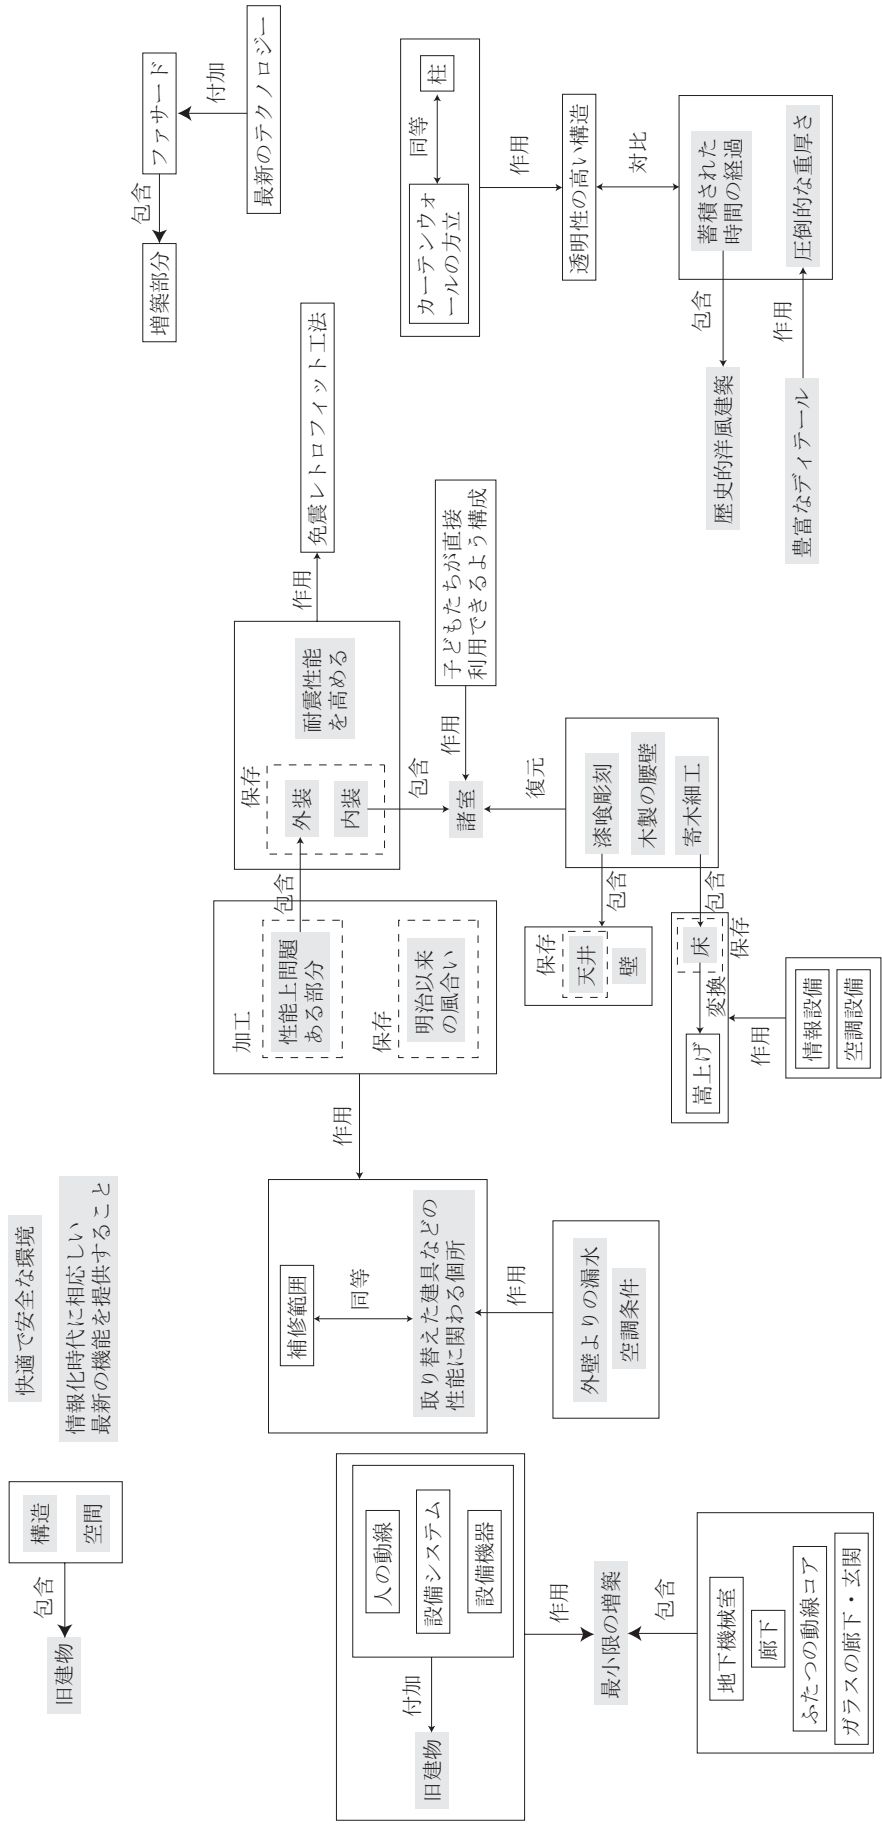 旧建物
包含
構造
空間
快適で安全な環境
情報化時代に相応しい
最新の機能を提供すること
旧建物
付加
人の動線
設備システム
設備機器
作用
最小限の増築
包含
地下機械室
廊下
ふたつの動線コア
ガラスの廊下・玄関
補修範囲
同等
取り替えた建具などの
性能に関わる個所
作用
外壁よりの漏水
空調条件
作用
加工
性能上問題
ある部分
保存
明治以来
の風合い
包含
保存
外装
内装
耐震性能
を高める
作用
免震レトロフィット工法
包含
諸室
作用
子どもたちが直接
利用できるよう構成
復元
漆喰彫刻
木製の腰壁
寄木細工
包含
保存
天井
壁
包含
床
保存
変換
嵩上げ
作用
情報設備
空調設備
増築部分
包含
ファサード
付加
最新のテクノロジー
カーテンウォ
ールの方立
同等
柱
作用
透明性の高い構造
対比
蓄積された
時間の経過
圧倒的な重厚さ
包含
歴史的洋風建築
作用
豊富なディテール